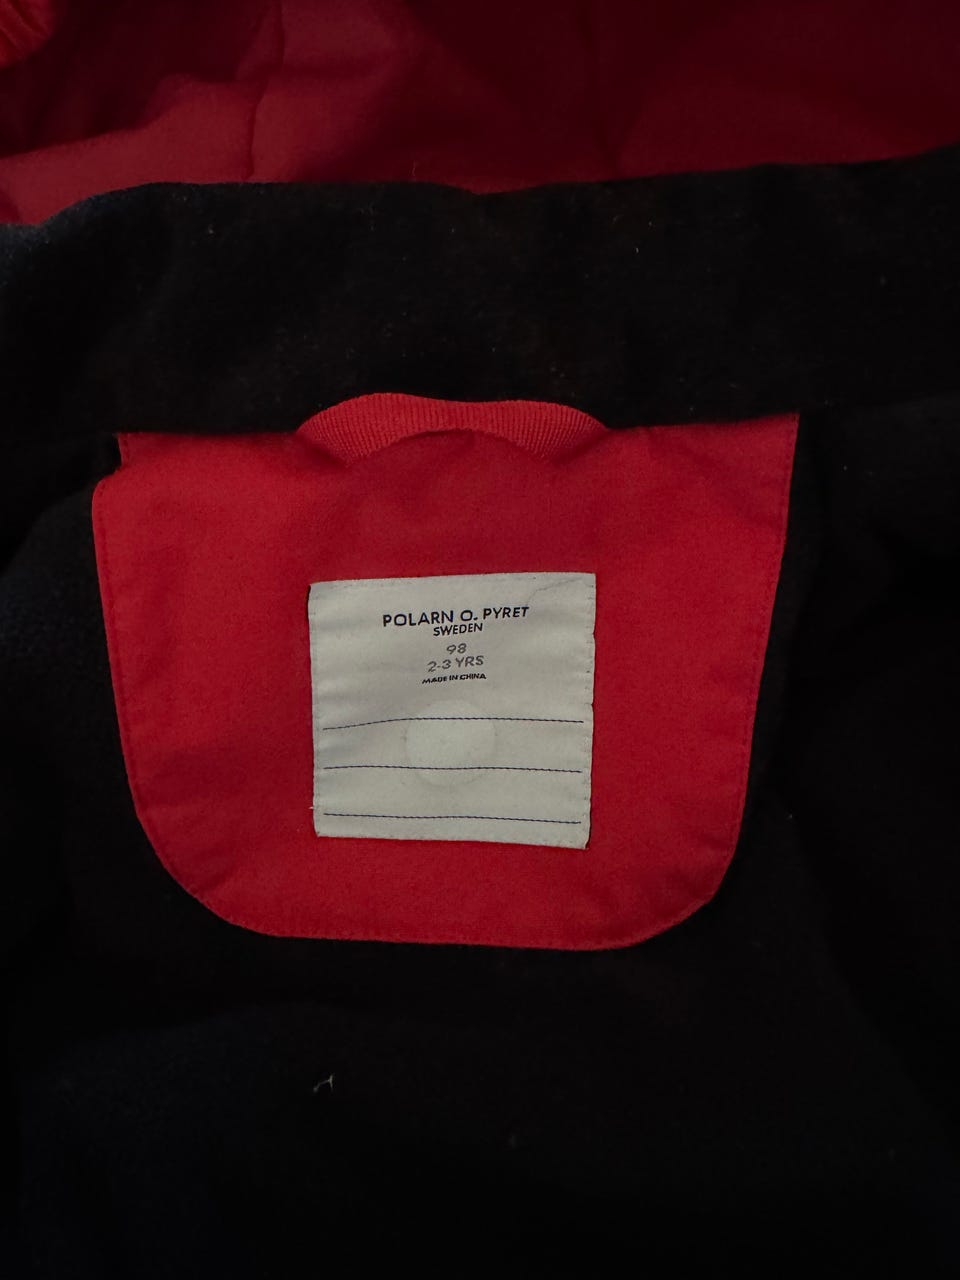 POLARN O. PYRET
SWEDEN
98
2-3 YRS
MADE IN CHINA